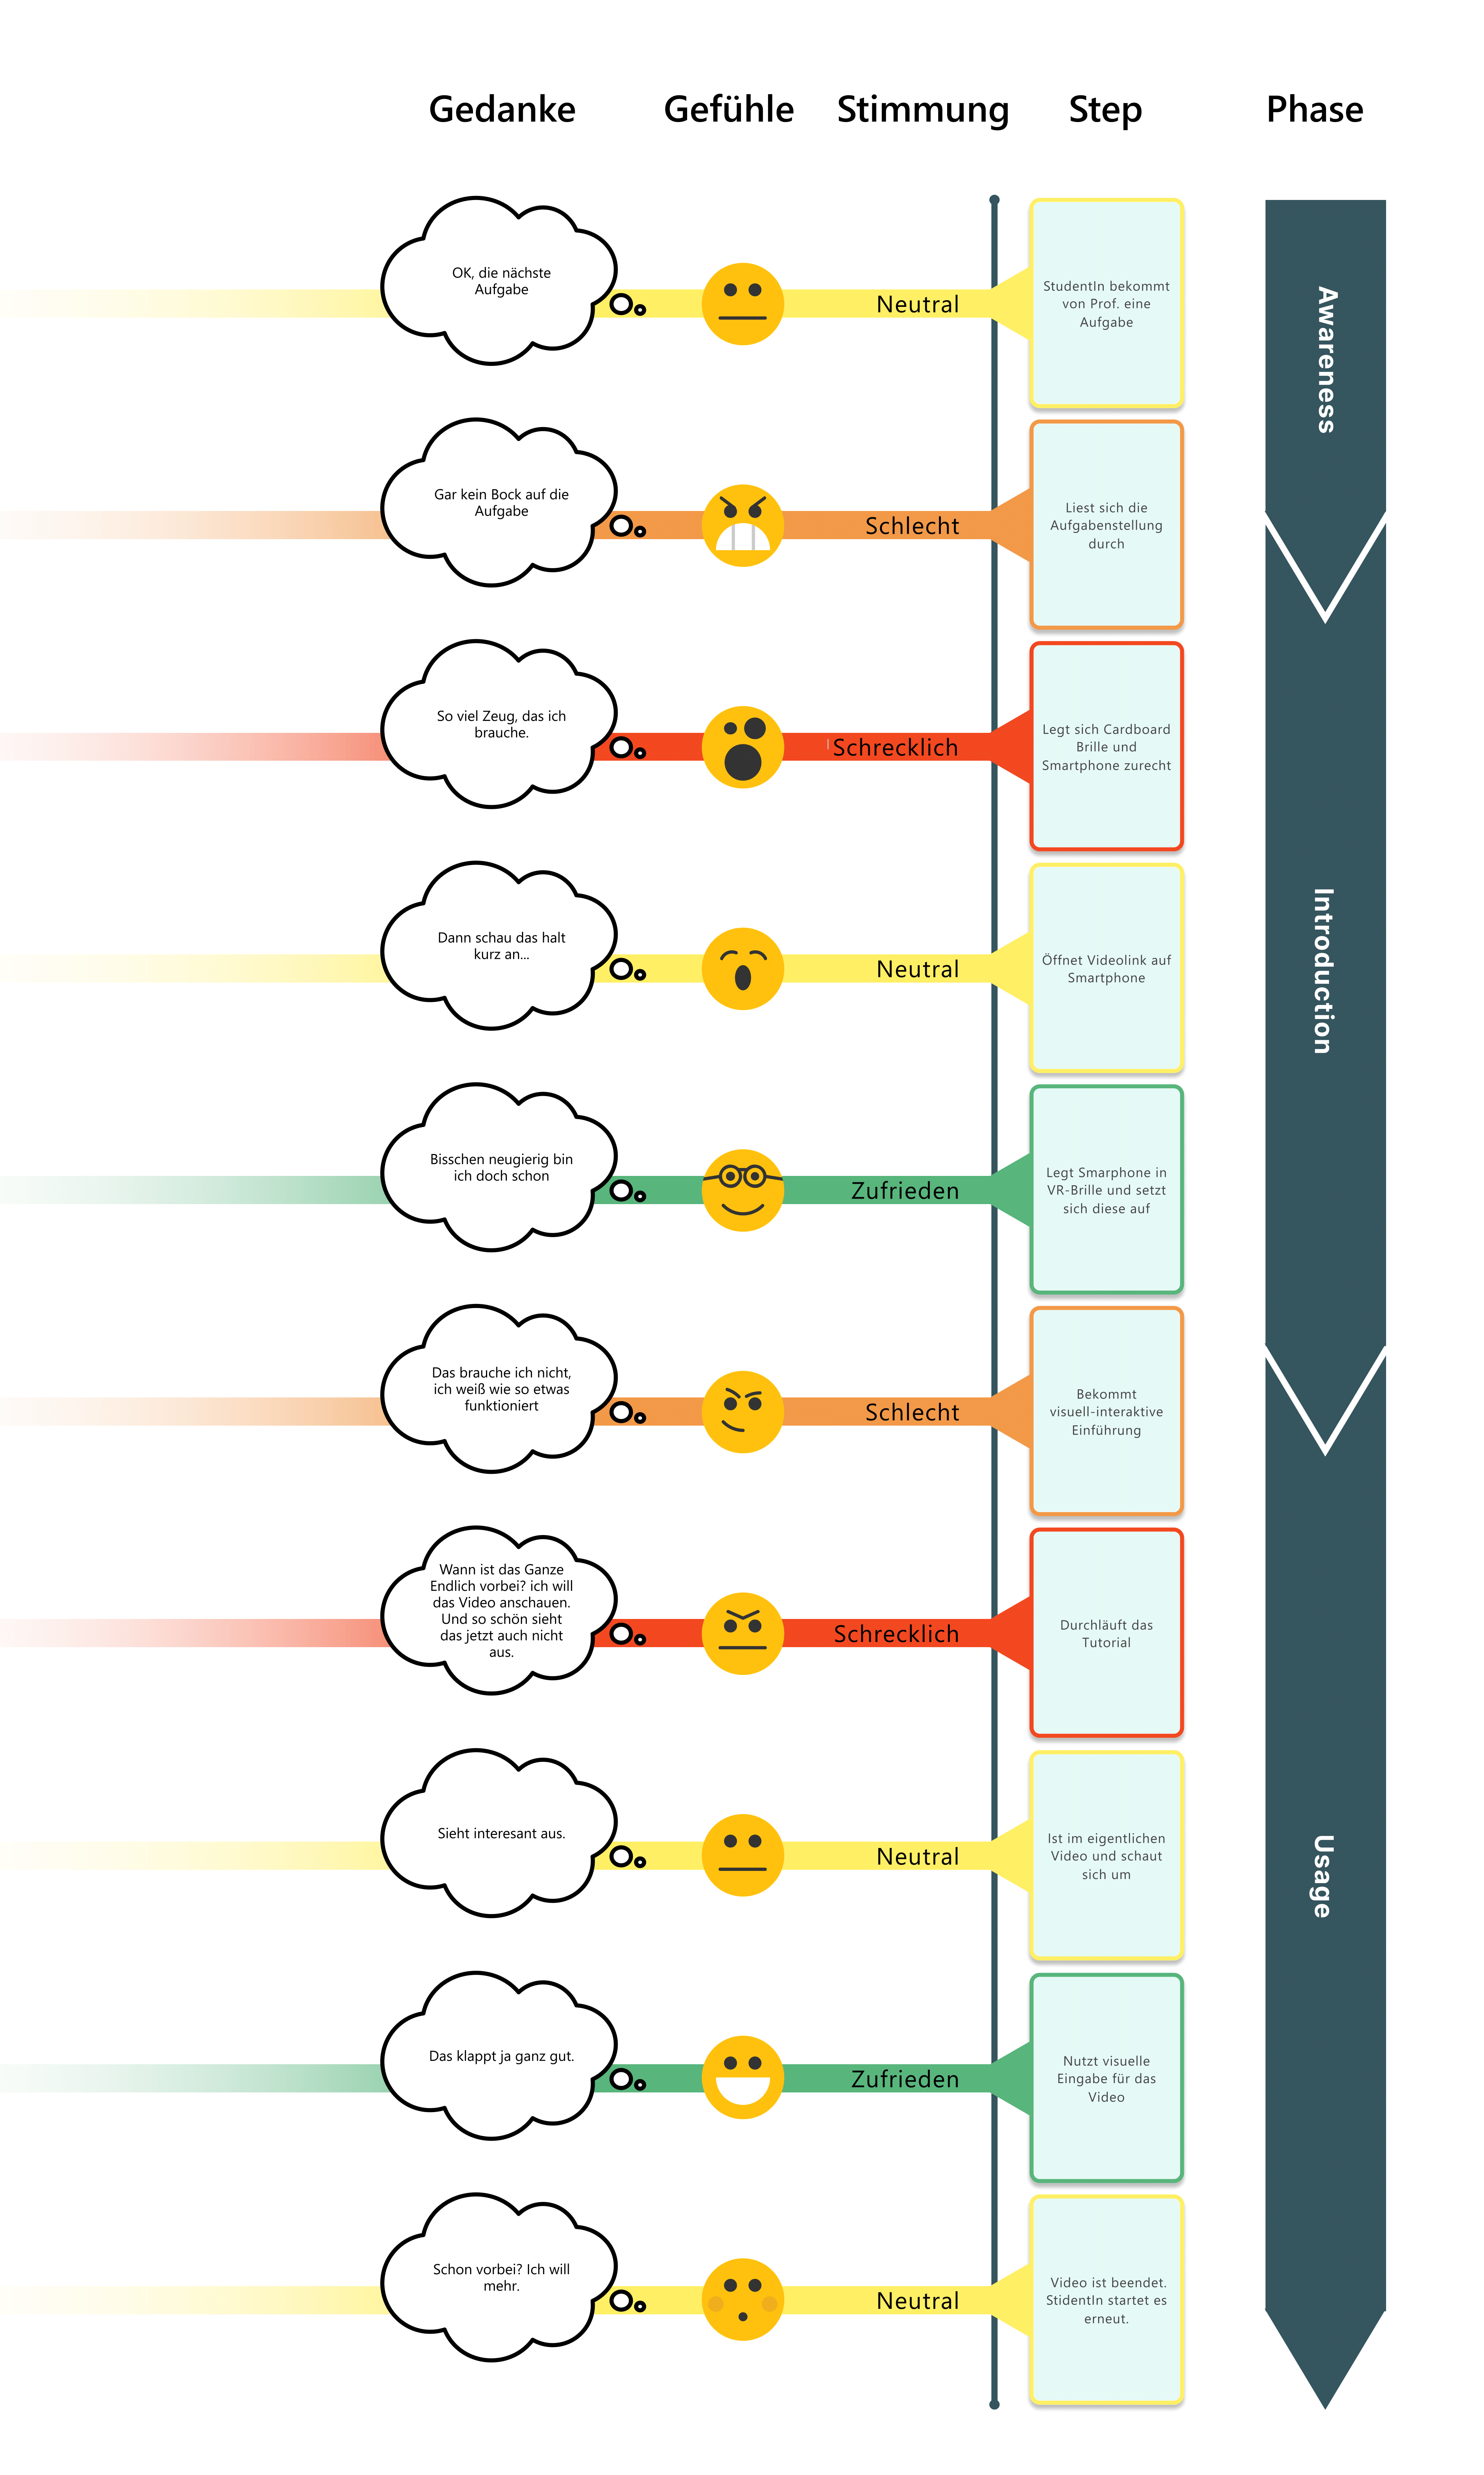 Gedanke Gefühle Stimmung Step Phase
OK, die nächste
Aufgabe
Neutral
StudentIn bekommt
von Prof. eine
Aufgabe
Awareness
Gar kein Bock auf die
Aufgabe
Schlecht
Liest sich die
Aufgabenstellung
durch
So viel Zeug, das ich
brauche.
Schrecklich
Legt sich Cardboard
Brille und
Smartphone zurecht
Dann schau das halt
kurz an...
Neutral
Öffnet Videolink auf
Smartphone
Introduction
Bisschen neugierig bin
ich doch schon
Zufrieden
Legt Smarphone in
VR-Brille und setzt
sich diese auf
Das brauche ich nicht,
ich weiß wie so etwas
funktioniert
Schlecht
Bekommt
visuell-interaktive
Einführung
Wann ist das Ganze
Endlich vorbei? ich will
das Video anschauen.
Und so schön sieht
das jetzt auch nicht
aus.
Schrecklich
Durchläuft das
Tutorial
Sieht interesant aus.
Neutral
Ist im eigentlichen
Video und schaut
sich um
Usage
Das klappt ja ganz gut.
Zufrieden
Nutzt visuelle
Eingabe für das
Video
Schon vorbei? Ich will
mehr.
Neutral
Video ist beendet.
StidentIn startet es
erneut.